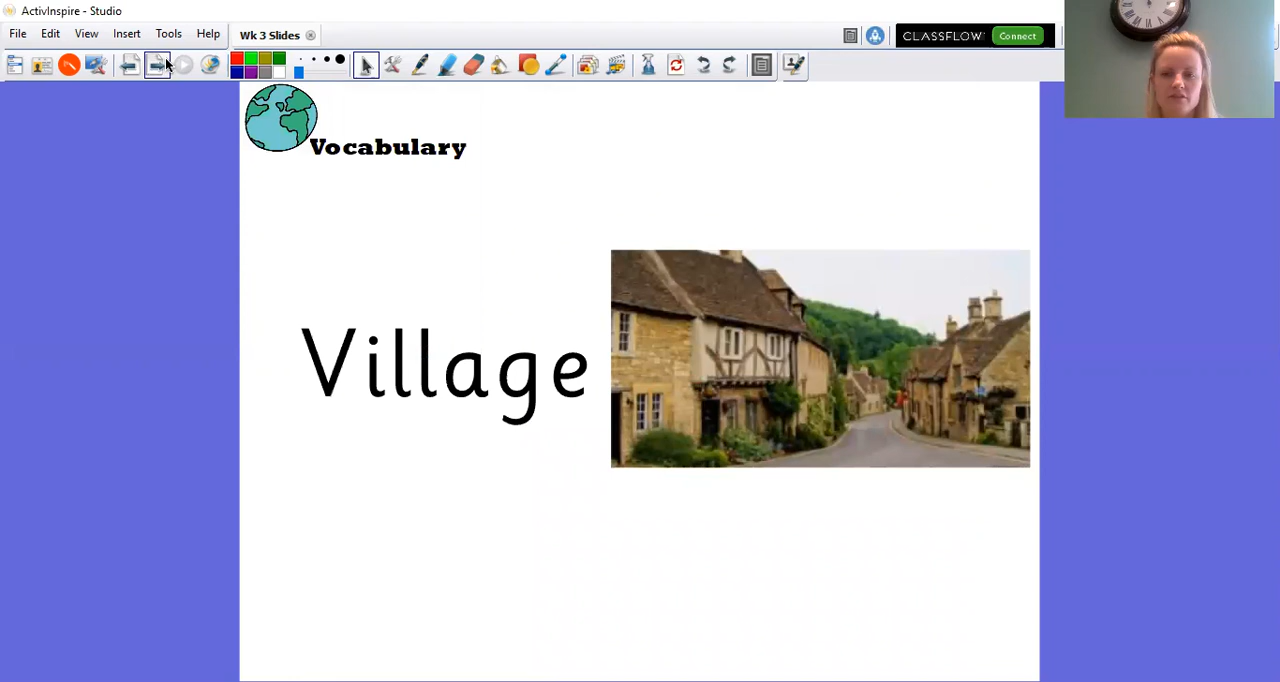 ActivInspire - Studio
File Edit View Insert Tools Help
Wk 3 Slides
CLASSFLOW Connect
Vocabulary
Village